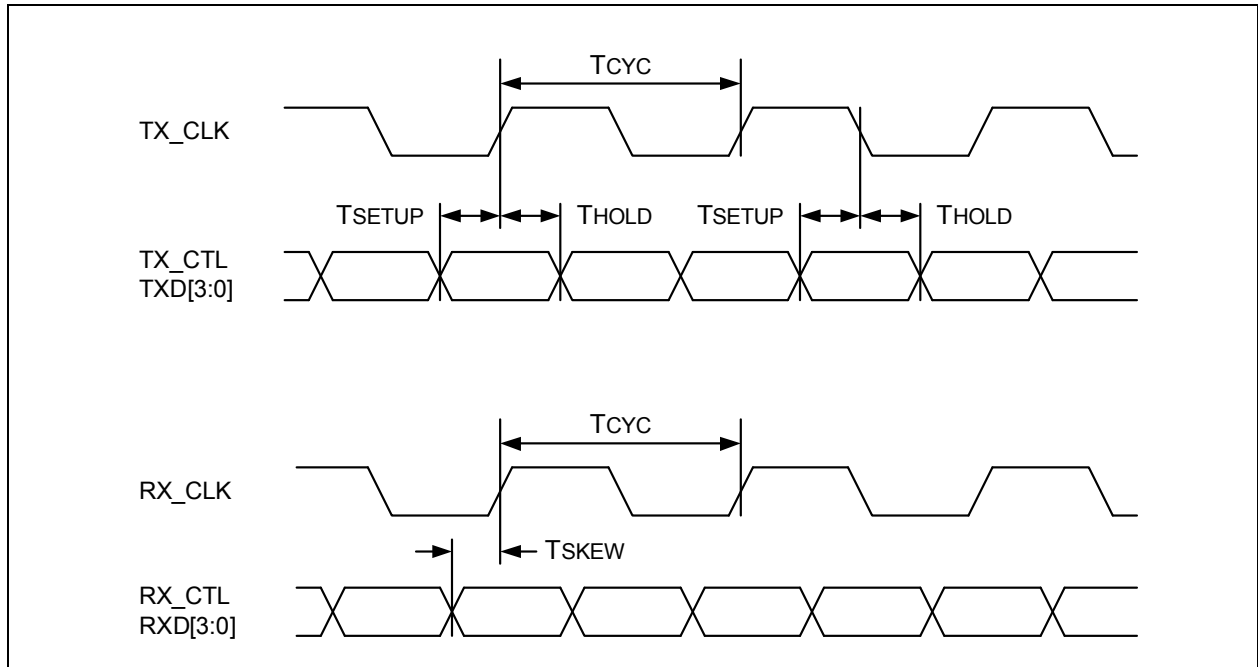 TCYC
TX_CLK
TSETUP THOLD TSETUP THOLD
TX_CTL
TXD[3:0]
TCYC
RX_CLK
TSKEW
RX_CTL
RXD[3:0]